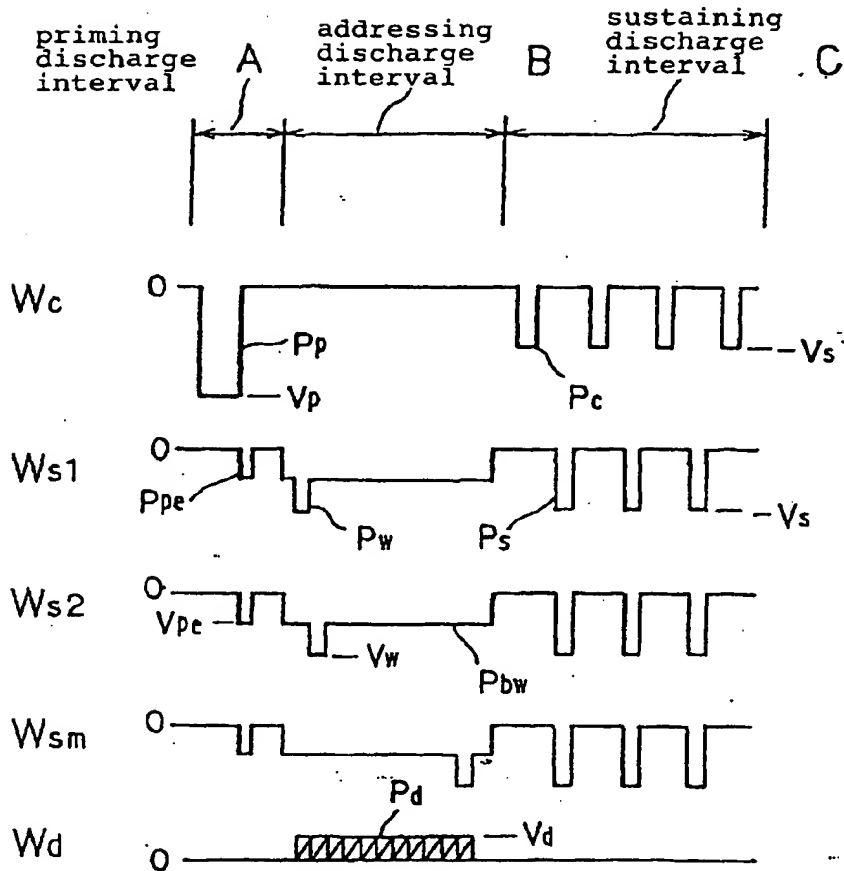 priming discharge interval
A
addressing discharge interval
B
sustaining discharge interval
C
Wc
0
Pp
Vp
Pc
-Vs
Ws1
0
Ppe
Pw
Ps
-Vs
Ws2
0
Vpe
Vw
Pbw
Wsm
0
Pd
Wd
0
Vd